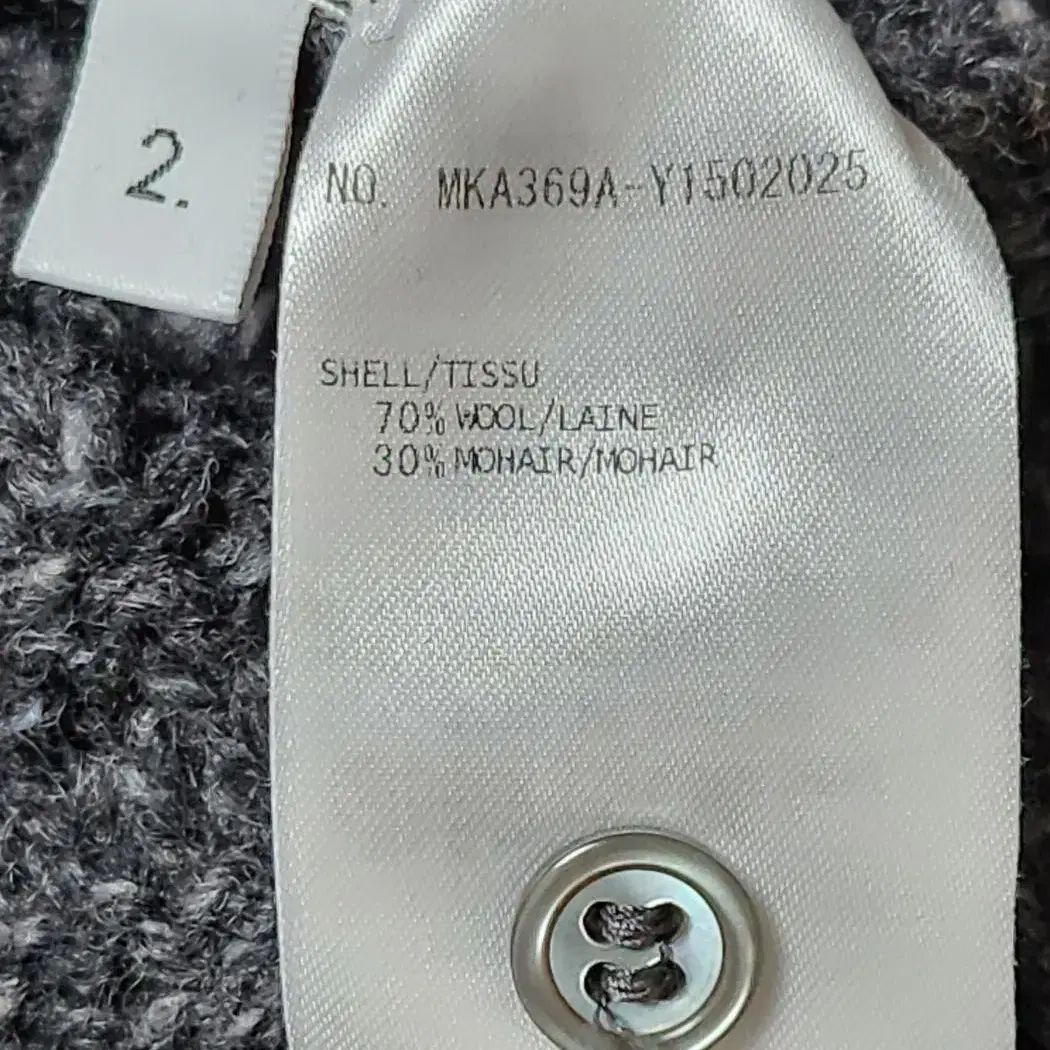 2.
NO. MKA369A-Y1502025
SHELL/TISSU
70% WOOL/LAINE
30% MOHAIR/MOHAIR